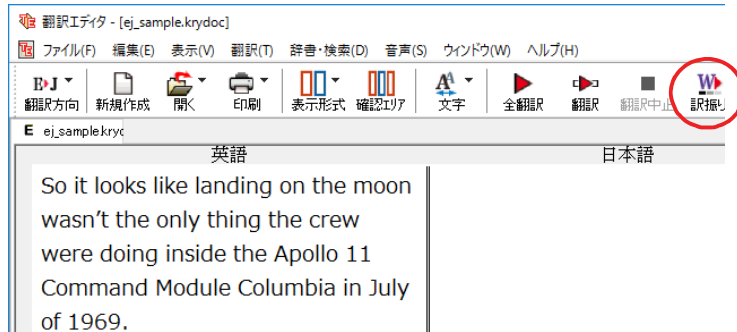 翻訳エディタ - [ej_sample.krydoc]
ファイル(F) 編集(E) 表示(V) 翻訳(T) 辞書・検索(D) 音声(S) ウィンドウ(W) ヘルプ(H)
E▸J
翻訳方向 新規作成 開く 印刷 表示形式 確認エリア 文字 全翻訳 翻訳 翻訳中止 訳振り
E ej_sample.kryd
英語 日本語
So it looks like landing on the moon
wasn't the only thing the crew
were doing inside the Apollo 11
Command Module Columbia in July
of 1969.